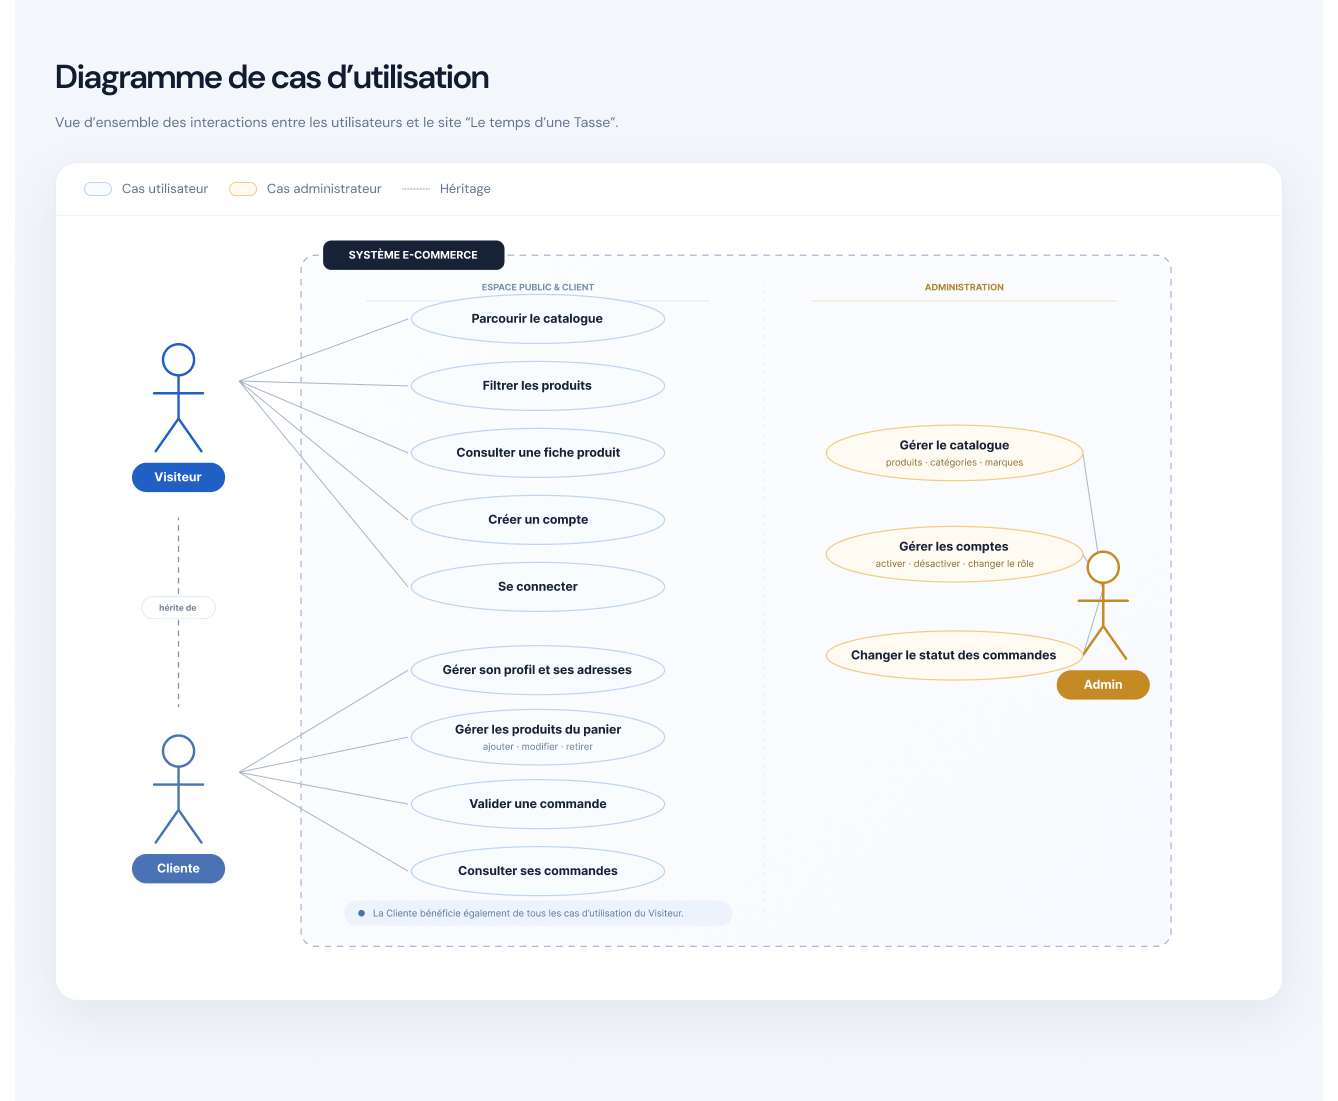 Diagramme de cas d’utilisation
Vue d’ensemble des interactions entre les utilisateurs et le site “Le temps d’une Tasse”.
Cas utilisateur
Cas administrateur
Héritage
SYSTÈME E-COMMERCE
ESPACE PUBLIC & CLIENT
ADMINISTRATION
Parcourir le catalogue
Filtrer les produits
Consulter une fiche produit
Créer un compte
Se connecter
Visiteur
hérite de
Gérer son profil et ses adresses
Gérer les produits du panier
ajouter · modifier · retirer
Valider une commande
Consulter ses commandes
Cliente
La Cliente bénéficie également de tous les cas d’utilisation du Visiteur.
Gérer le catalogue
produits · catégories · marques
Gérer les comptes
activer · désactiver · changer le rôle
Changer le statut des commandes
Admin